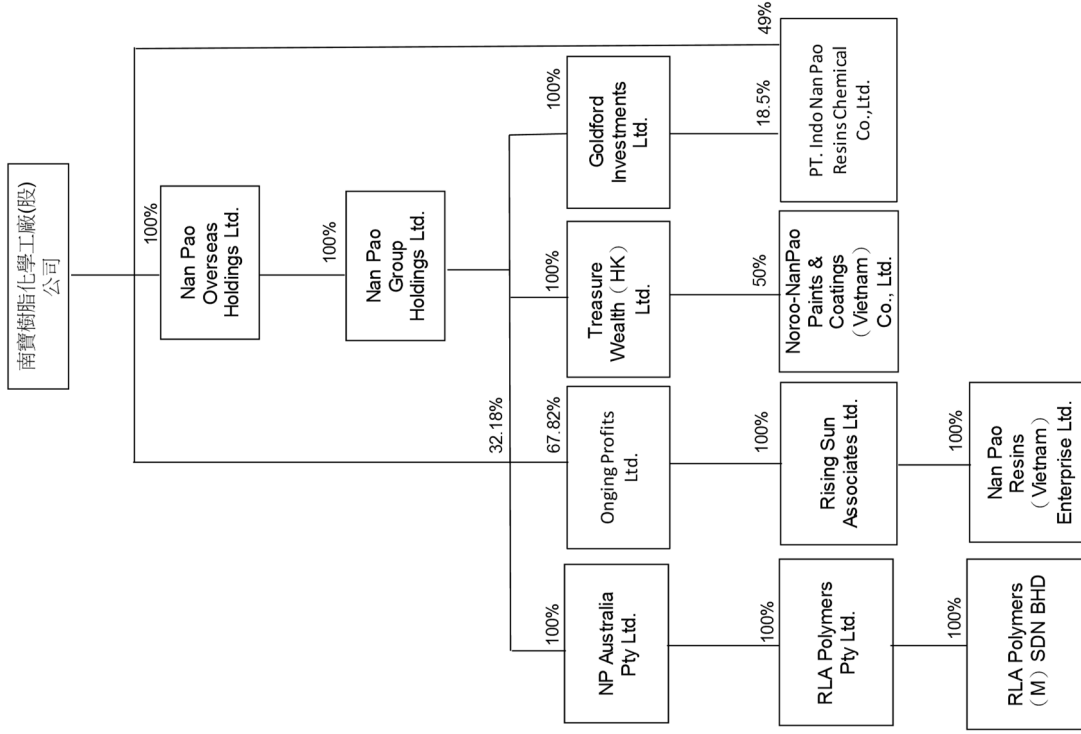 南寶樹脂化學工廠(股)
公司
100%
Nan Pao
Overseas
Holdings Ltd.
100%
Nan Pao
Group
Holdings Ltd.
32.18%
100%
NP Australia
Pty Ltd.
67.82%
Onging Profits
Ltd.
100%
Treasure
Wealth（HK）
Ltd.
100%
Goldford
Investments
Ltd.
100%
RLA Polymers
Pty Ltd.
100%
Rising Sun
Associates Ltd.
50%
Noroo-NanPao
Paints &
Coatings
（Vietnam）
Co., Ltd.
18.5%
49%
PT. Indo Nan Pao
Resins Chemical
Co.,Ltd.
100%
RLA Polymers
（M）SDN BHD
100%
Nan Pao
Resins
（Vietnam）
Enterprise Ltd.